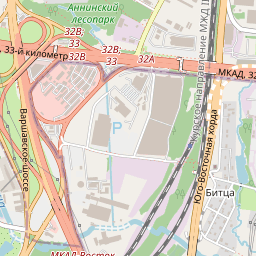 Аннинский
лесопарк
32В;
33
32В;
33
32А
33-й километр
32В
МКАД, 32
Варшавское шоссе
P
Курское направление МЖД
Юго-Восточная хорда
Битца
МКАД Восток